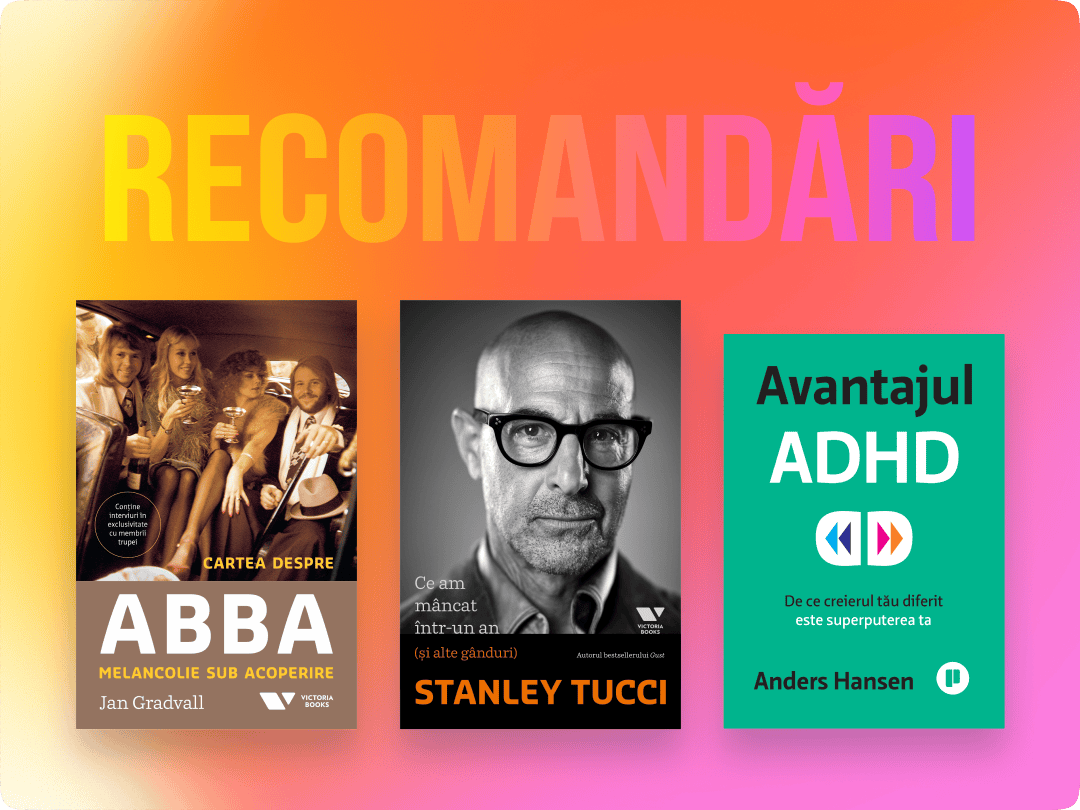 RECOMANDĂRI
Conține
interviuri în
exclusivitate
cu membrii
trupei
CARTEA DESPRE
ABBA
MELANCOLIE SUB ACOPERIRE
Jan Gradvall
VICTORIA
BOOKS
Ce am
mâncat
într-un an
(și alte gânduri)
VICTORIA
BOOKS
Autorul bestsellerului Gust
STANLEY TUCCI
Avantajul
ADHD
De ce creierul tău diferit
este superputerea ta
Anders Hansen